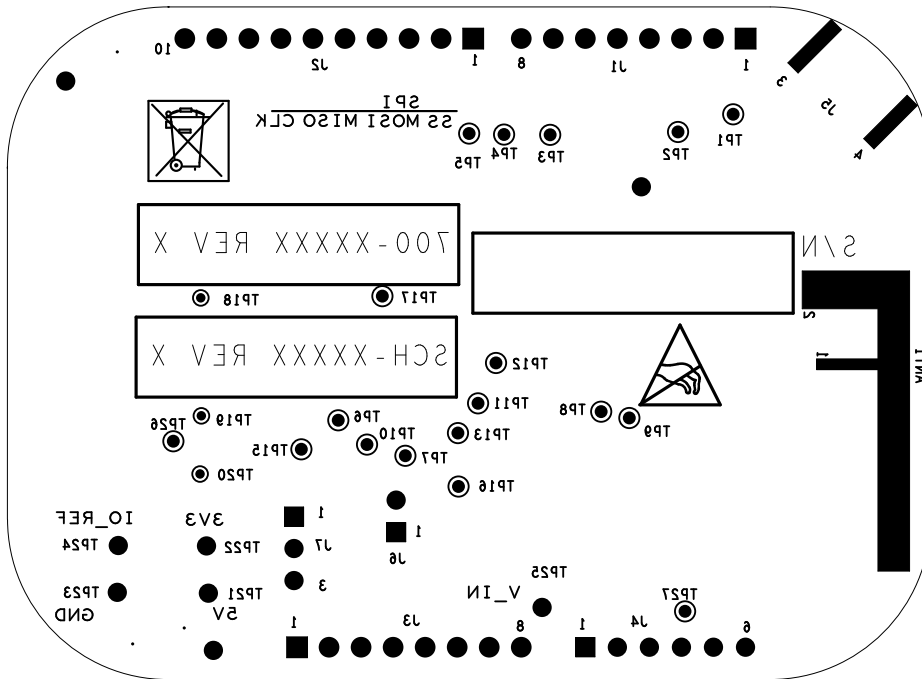 10
J2
1
8
J1
1
3
J5
4
SPI
SS MOSI MISO CLK
TP5
TP4
TP3
TP2
TP1
700-XXXXX REV X
S/N
TP18
TP17
2
1
ANT1
SCH-XXXXX REV X
TP12
TP11
TP8
TP9
TP19
TP6
TP26
TP10
TP13
TP15
TP7
TP20
TP16
IO_REF
3V3
1
TP24
TP22
J7
1
J6
TP23
TP21
3
TP25
V_IN
TP27
GND
5V
1
J3
8
1
J4
6